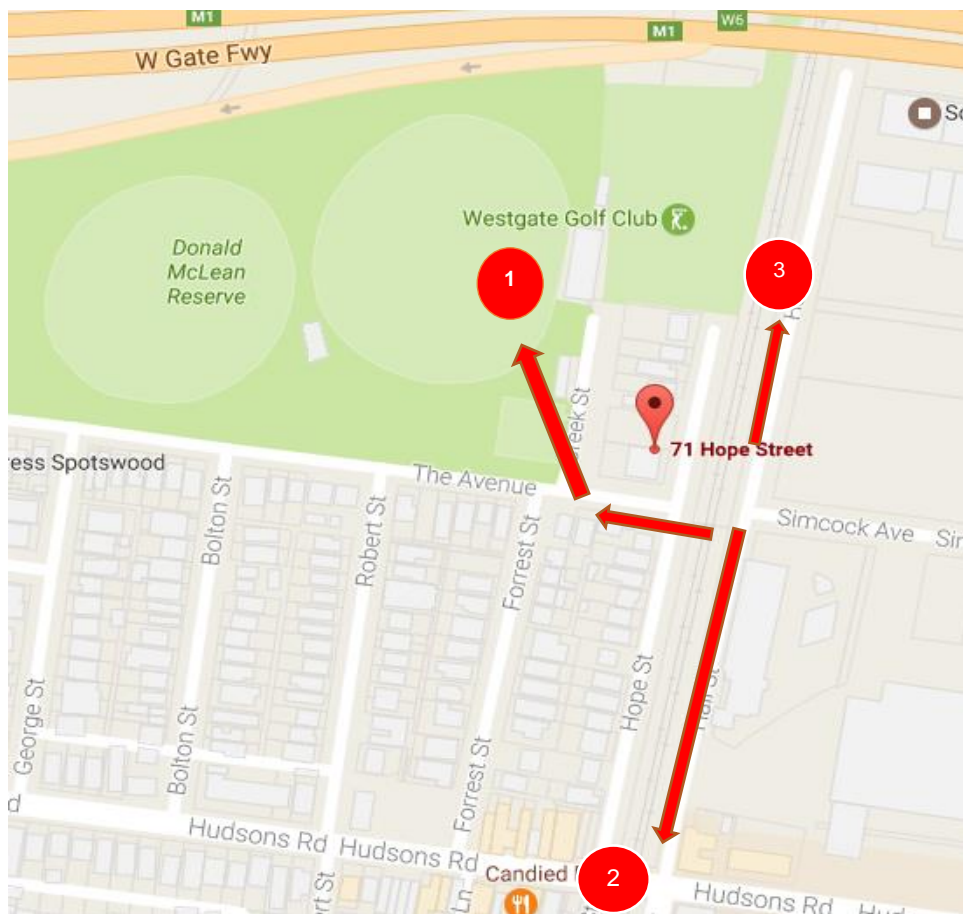 M1
W6
M1
W Gate Fwy
Westgate Golf Club
Donald
McLean
Reserve
1
3
71 Hope Street
ress Spotswood
The Avenue
Simcock Ave
Bolton St
Robert St
Forrest St
Hope St
George St
Bolton St
Forrest St
Hudsons Rd
Hudsons Rd
Candied
2
Hudsons Rd
Ln